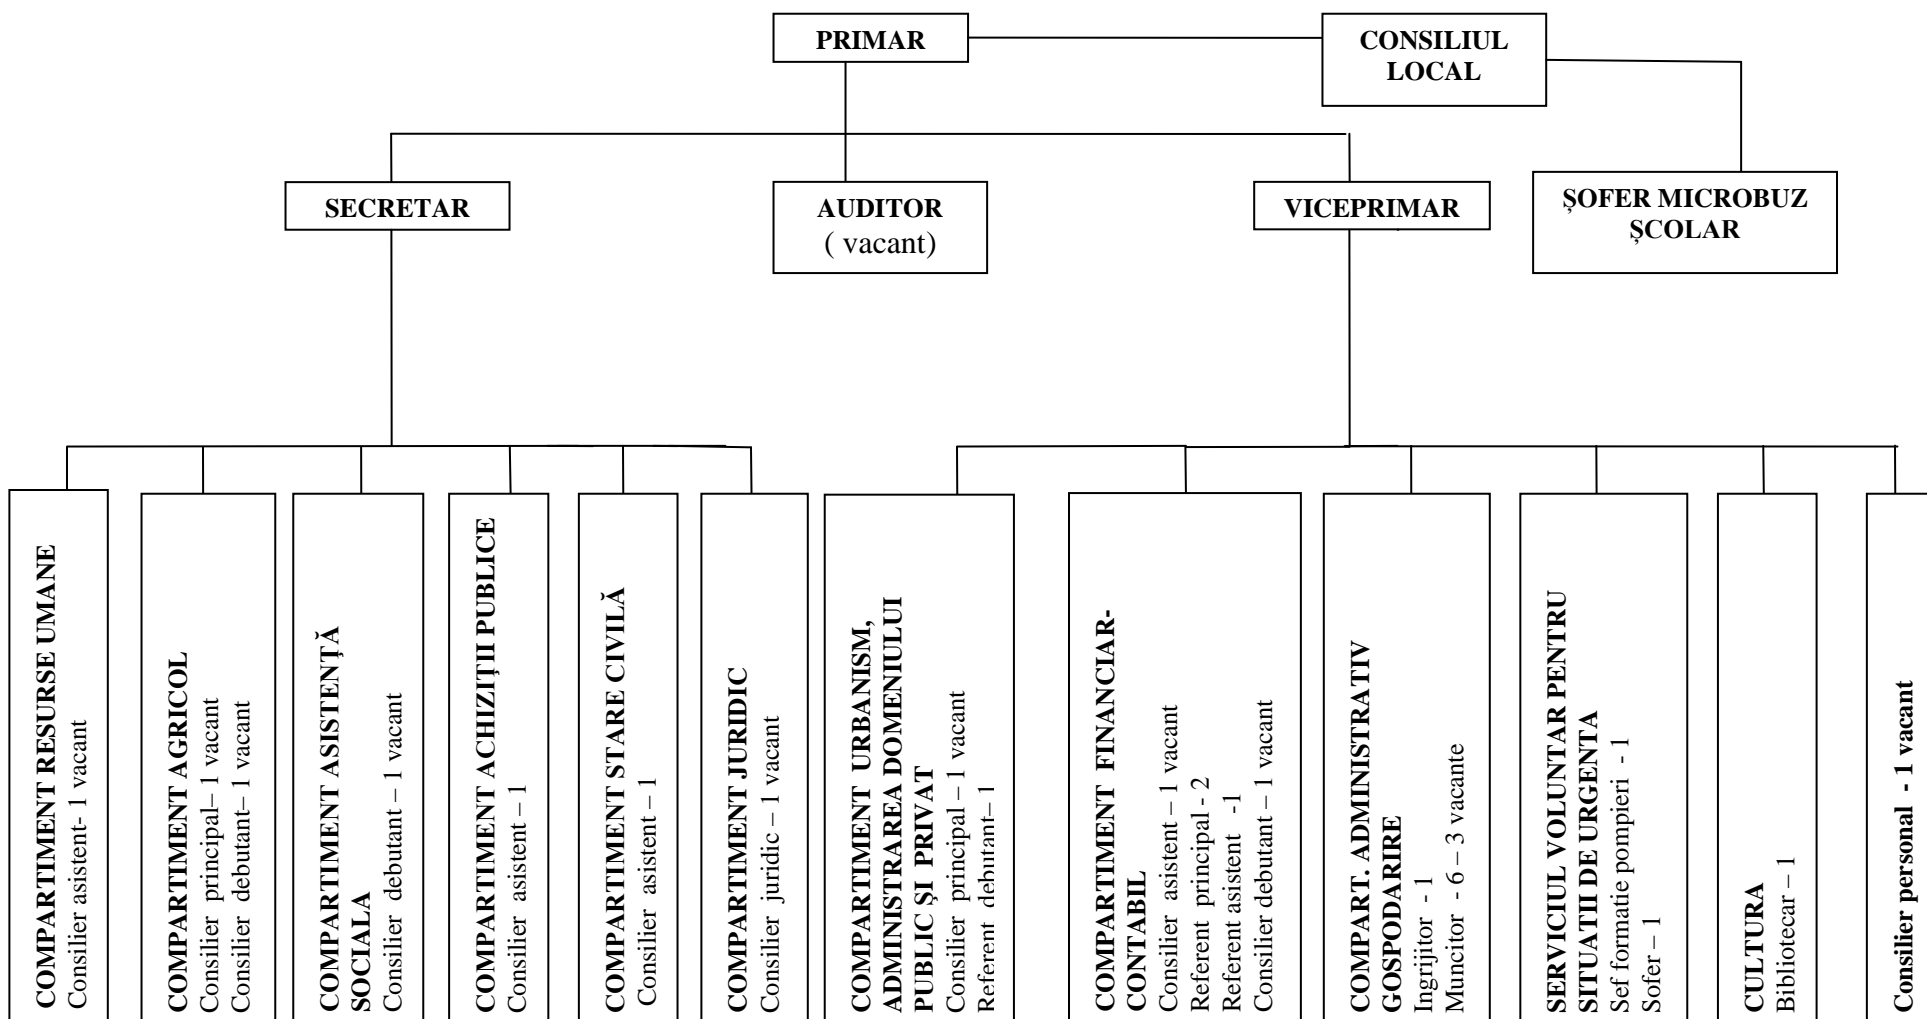 PRIMAR
CONSILIUL
LOCAL
SECRETAR
AUDITOR
( vacant)
VICEPRIMAR
ȘOFER MICROBUZ
ȘCOLAR
COMPARTIMENT RESURSE UMANE
Consilier asistent- 1 vacant
COMPARTIMENT AGRICOL
Consilier principal– 1 vacant
Consilier debutant– 1 vacant
COMPARTIMENT ASISTENŢĂ
SOCIALA
Consilier debutant – 1 vacant
COMPARTIMENT ACHIZIŢII PUBLICE
Consilier asistent – 1
COMPARTIMENT STARE CIVILĂ
Consilier asistent – 1
COMPARTIMENT JURIDIC
Consilier juridic – 1 vacant
COMPARTIMENT URBANISM,
ADMINISTRAREA DOMENIULUI
PUBLIC ŞI PRIVAT
Consilier principal – 1 vacant
Referent debutant– 1
COMPARTIMENT FINANCIAR-
CONTABIL
Consilier asistent – 1 vacant
Referent principal - 2
Referent asistent -1
Consilier debutant – 1 vacant
COMPART. ADMINISTRATIV
GOSPODARIRE
Ingrijitor - 1
Muncitor - 6 – 3 vacante
SERVICIUL VOLUNTAR PENTRU
SITUATII DE URGENTA
Sef formatie pompieri - 1
Sofer – 1
CULTURA
Bibliotecar – 1
Consilier personal - 1 vacant